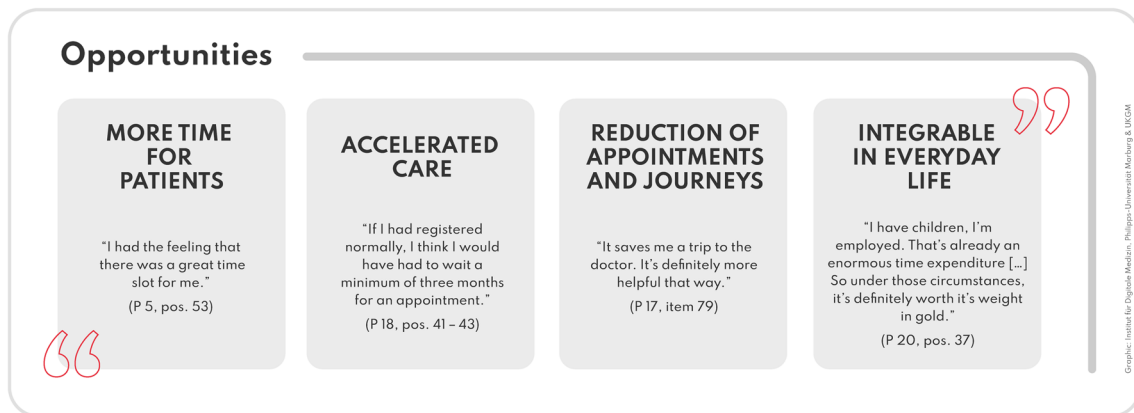 Opportunities
MORE TIME
FOR
PATIENTS
“I had the feeling that
there was a great time
slot for me.”
(P 5, pos. 53)
ACCELERATED
CARE
“If I had registered
normally, I think I would
have had to wait a
minimum of three months
for an appointment.”
(P 18, pos. 41 – 43)
REDUCTION OF
APPOINTMENTS
AND JOURNEYS
“It saves me a trip to the
doctor. It’s definitely more
helpful that way.”
(P 17, item 79)
INTEGRABLE
IN EVERYDAY
LIFE
“I have children, I’m
employed. That’s already an
enormous time expenditure [...]
So under those circumstances,
it’s definitely worth it’s weight
in gold.”
(P 20, pos. 37)
Graphic: Institut für Digitale Medizin, Philipps-Universität Marburg & UKGM